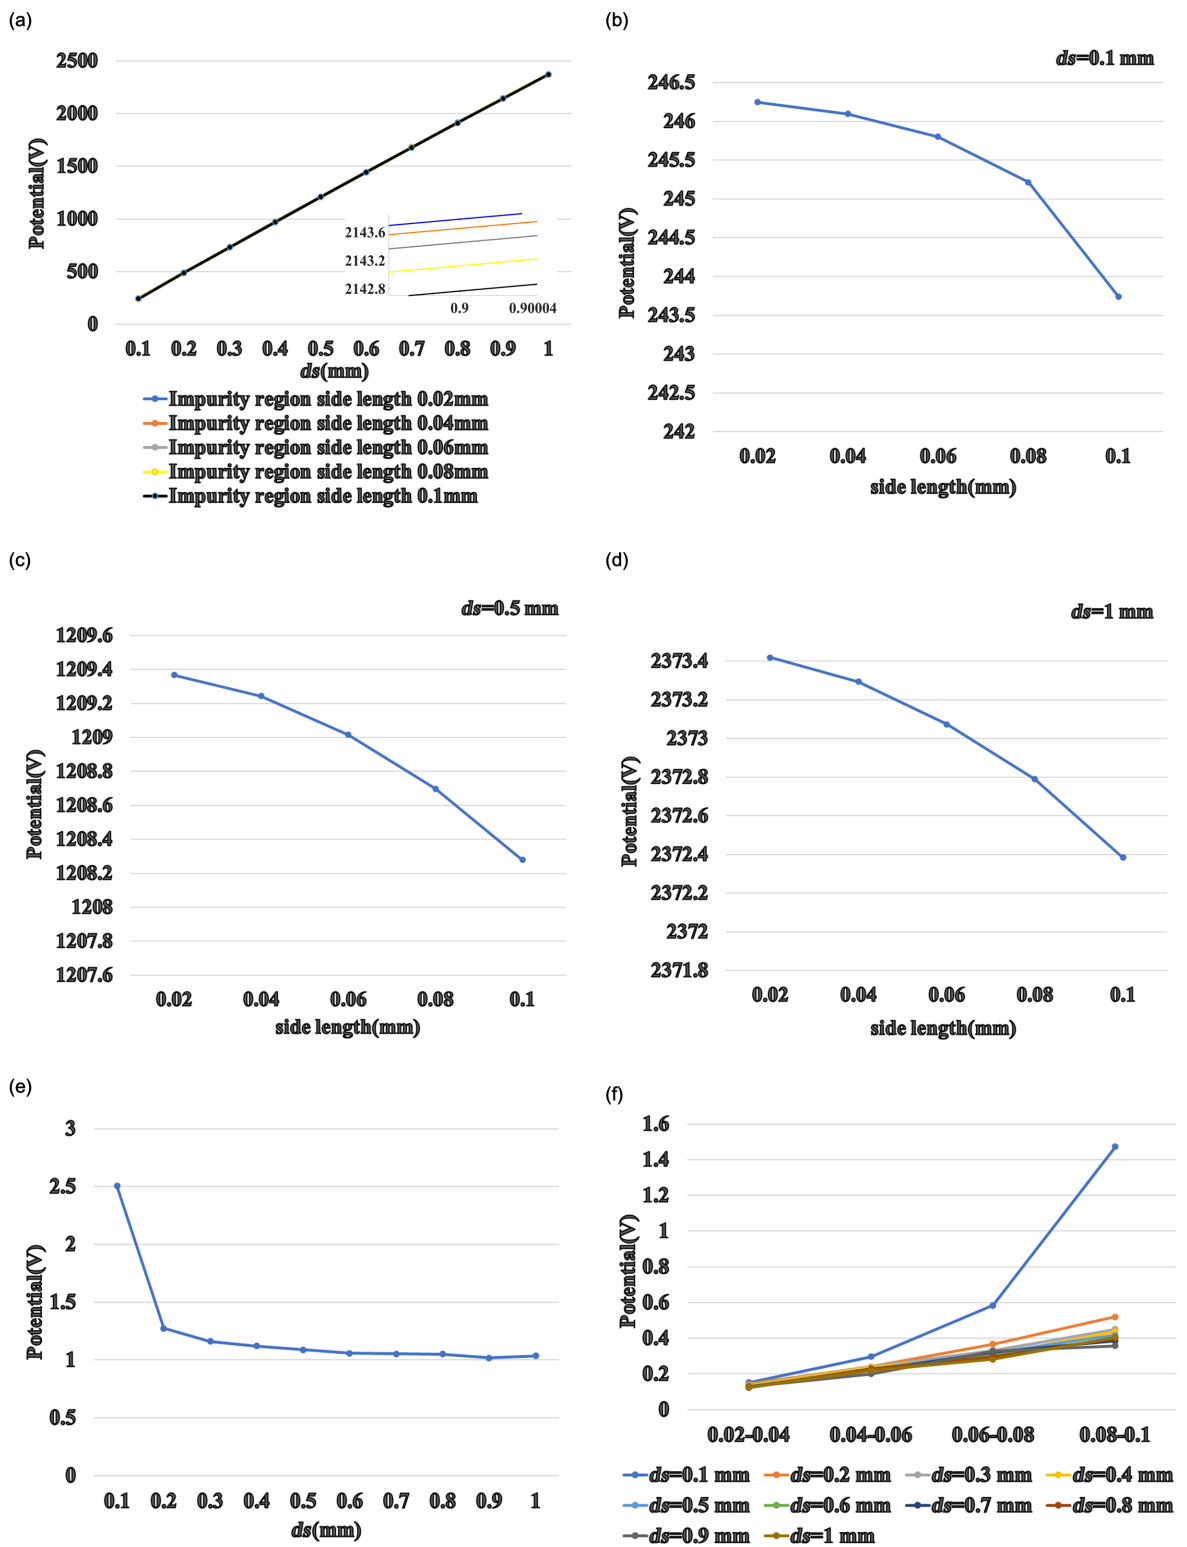 (a)
2500
2000
1500
1000
500
0
Potential(V)
2143.6
2143.2
2142.8
0.9 0.90004
0.1 0.2 0.3 0.4 0.5 0.6 0.7 0.8 0.9 1
ds(mm)
Impurity region side length 0.02mm
Impurity region side length 0.04mm
Impurity region side length 0.06mm
Impurity region side length 0.08mm
Impurity region side length 0.1mm
(b)
ds=0.1 mm
246.5
246
245.5
245
244.5
244
243.5
243
242.5
242
Potential(V)
0.02 0.04 0.06 0.08 0.1
side length(mm)
(c)
ds=0.5 mm
1209.6
1209.4
1209.2
1209
1208.8
1208.6
1208.4
1208.2
1208
1207.8
1207.6
Potential(V)
0.02 0.04 0.06 0.08 0.1
side length(mm)
(d)
ds=1 mm
2373.4
2373.2
2373
2372.8
2372.6
2372.4
2372.2
2372
2371.8
Potential(V)
0.02 0.04 0.06 0.08 0.1
side length(mm)
(e)
3
2.5
2
1.5
1
0.5
0
Potential(V)
0.1 0.2 0.3 0.4 0.5 0.6 0.7 0.8 0.9 1
ds(mm)
(f)
1.6
1.4
1.2
1
0.8
0.6
0.4
0.2
0
Potential(V)
0.02-0.04 0.04-0.06 0.06-0.08 0.08-0.1
ds=0.1 mm ds=0.2 mm ds=0.3 mm ds=0.4 mm
ds=0.5 mm ds=0.6 mm ds=0.7 mm ds=0.8 mm
ds=0.9 mm ds=1 mm